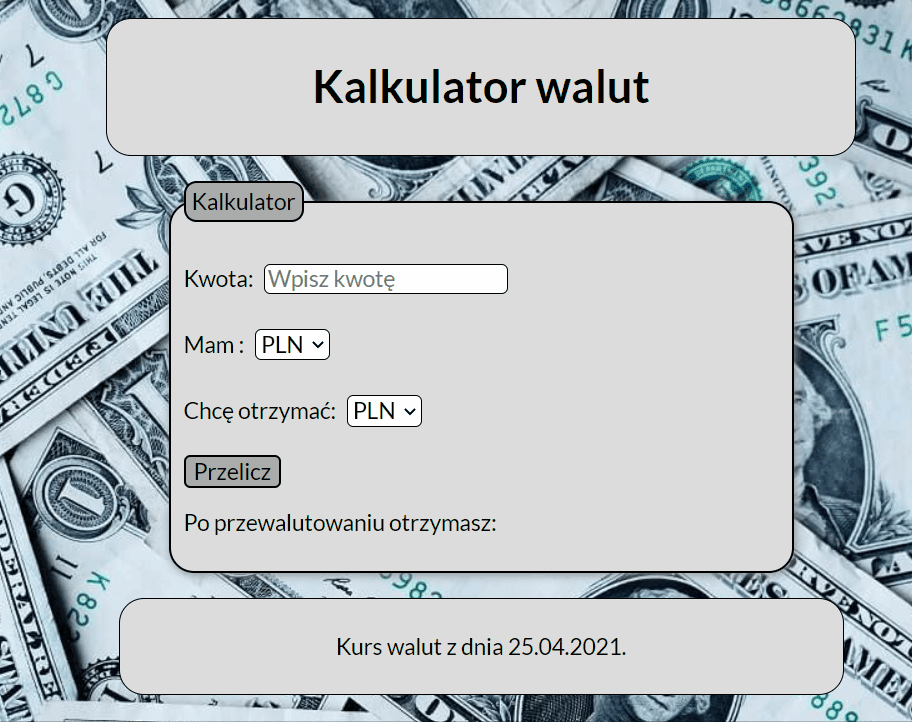 Kalkulator walut
Kalkulator
Kwota: Wpisz kwotę
Mam : PLN
Chcę otrzymać: PLN
Przelicz
Po przewalutowaniu otrzymasz:
Kurs walut z dnia 25.04.2021.